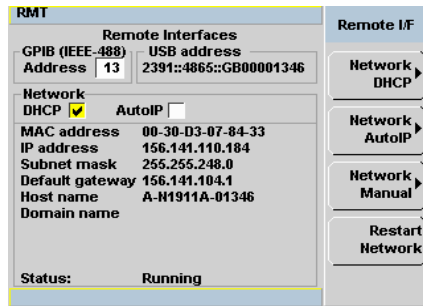 RMT
Remote Interfaces
GPIB (IEEE-488)
Address 13
USB address
2391::4865::GB00001346
Network
DHCP AutoIP
MAC address 00-30-D3-07-84-33
IP address 156.141.110.184
Subnet mask 255.255.248.0
Default gateway 156.141.104.1
Host name A-N1911A-01346
Domain name
Status: Running
Remote I/F
Network
DHCP
Network
AutoIP
Network
Manual
Restart
Network